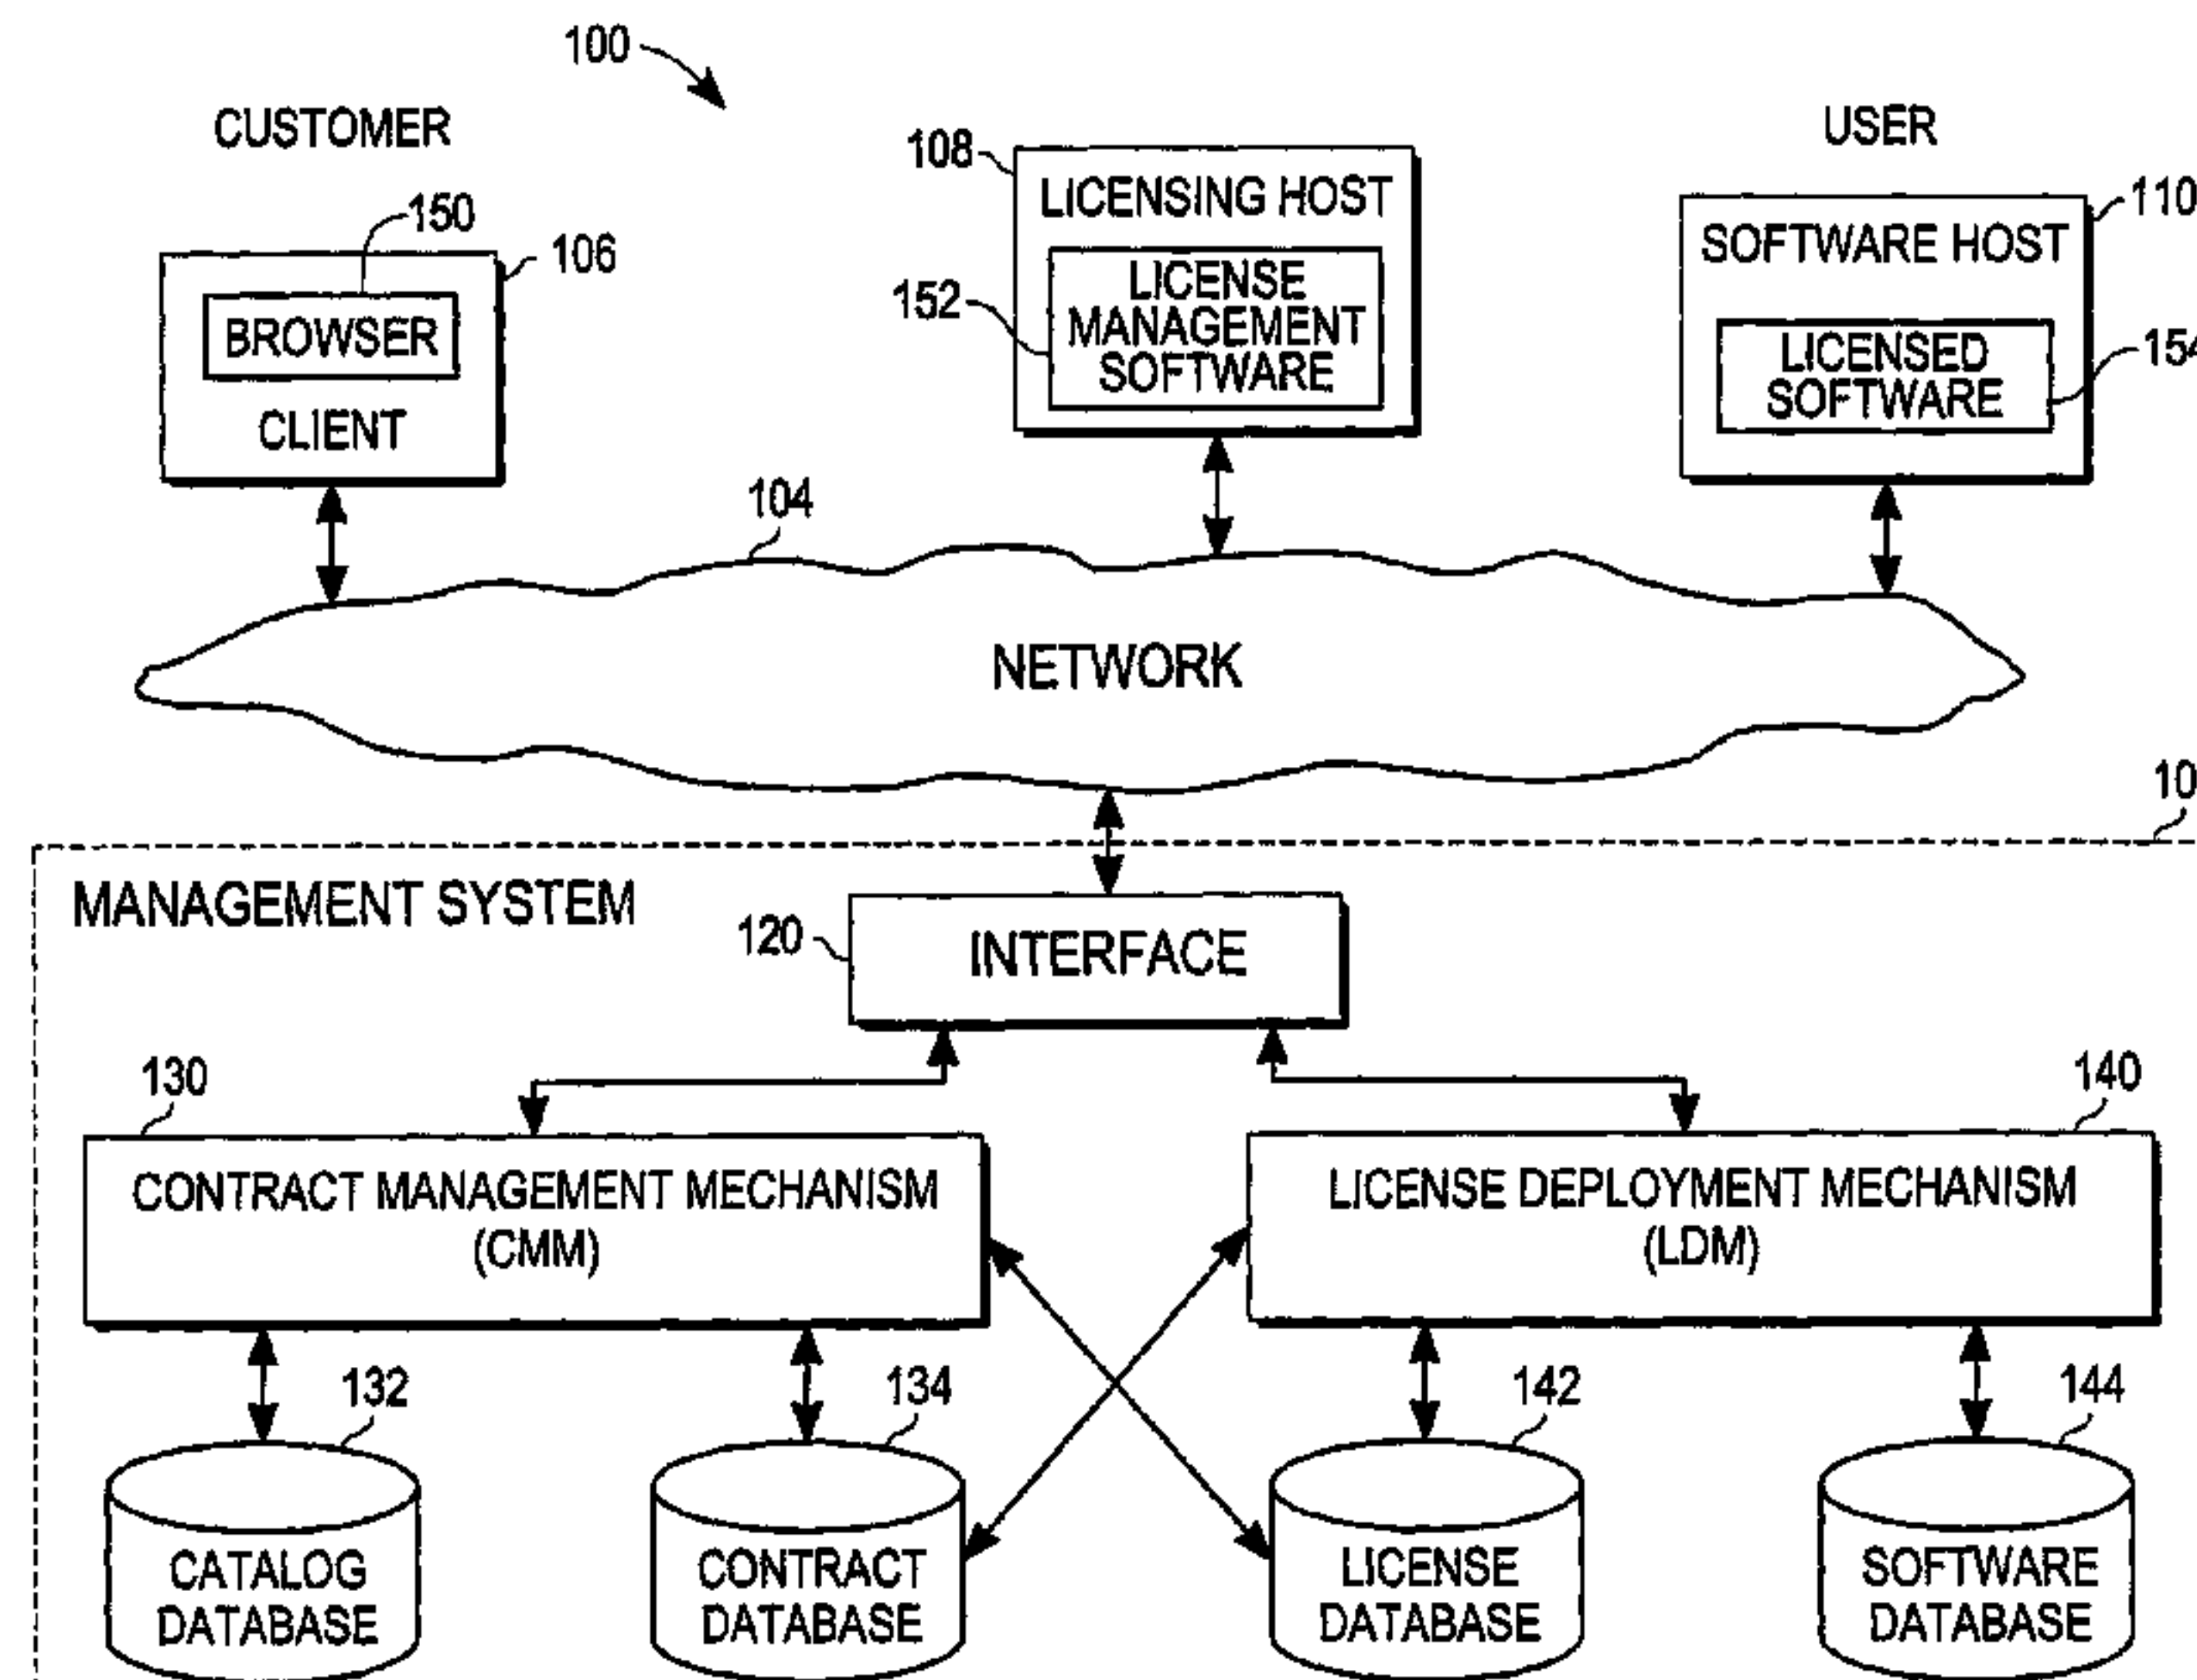 100
CUSTOMER
USER
108
LICENSING HOST
110
150
106
SOFTWARE HOST
BROWSER
152
LICENSE
MANAGEMENT
SOFTWARE
LICENSED
SOFTWARE
CLIENT
104
NETWORK
MANAGEMENT SYSTEM
120
INTERFACE
130
140
CONTRACT MANAGEMENT MECHANISM
(CMM)
LICENSE DEPLOYMENT MECHANISM
(LDM)
132
134
142
144
CATALOG
DATABASE
CONTRACT
DATABASE
LICENSE
DATABASE
SOFTWARE
DATABASE